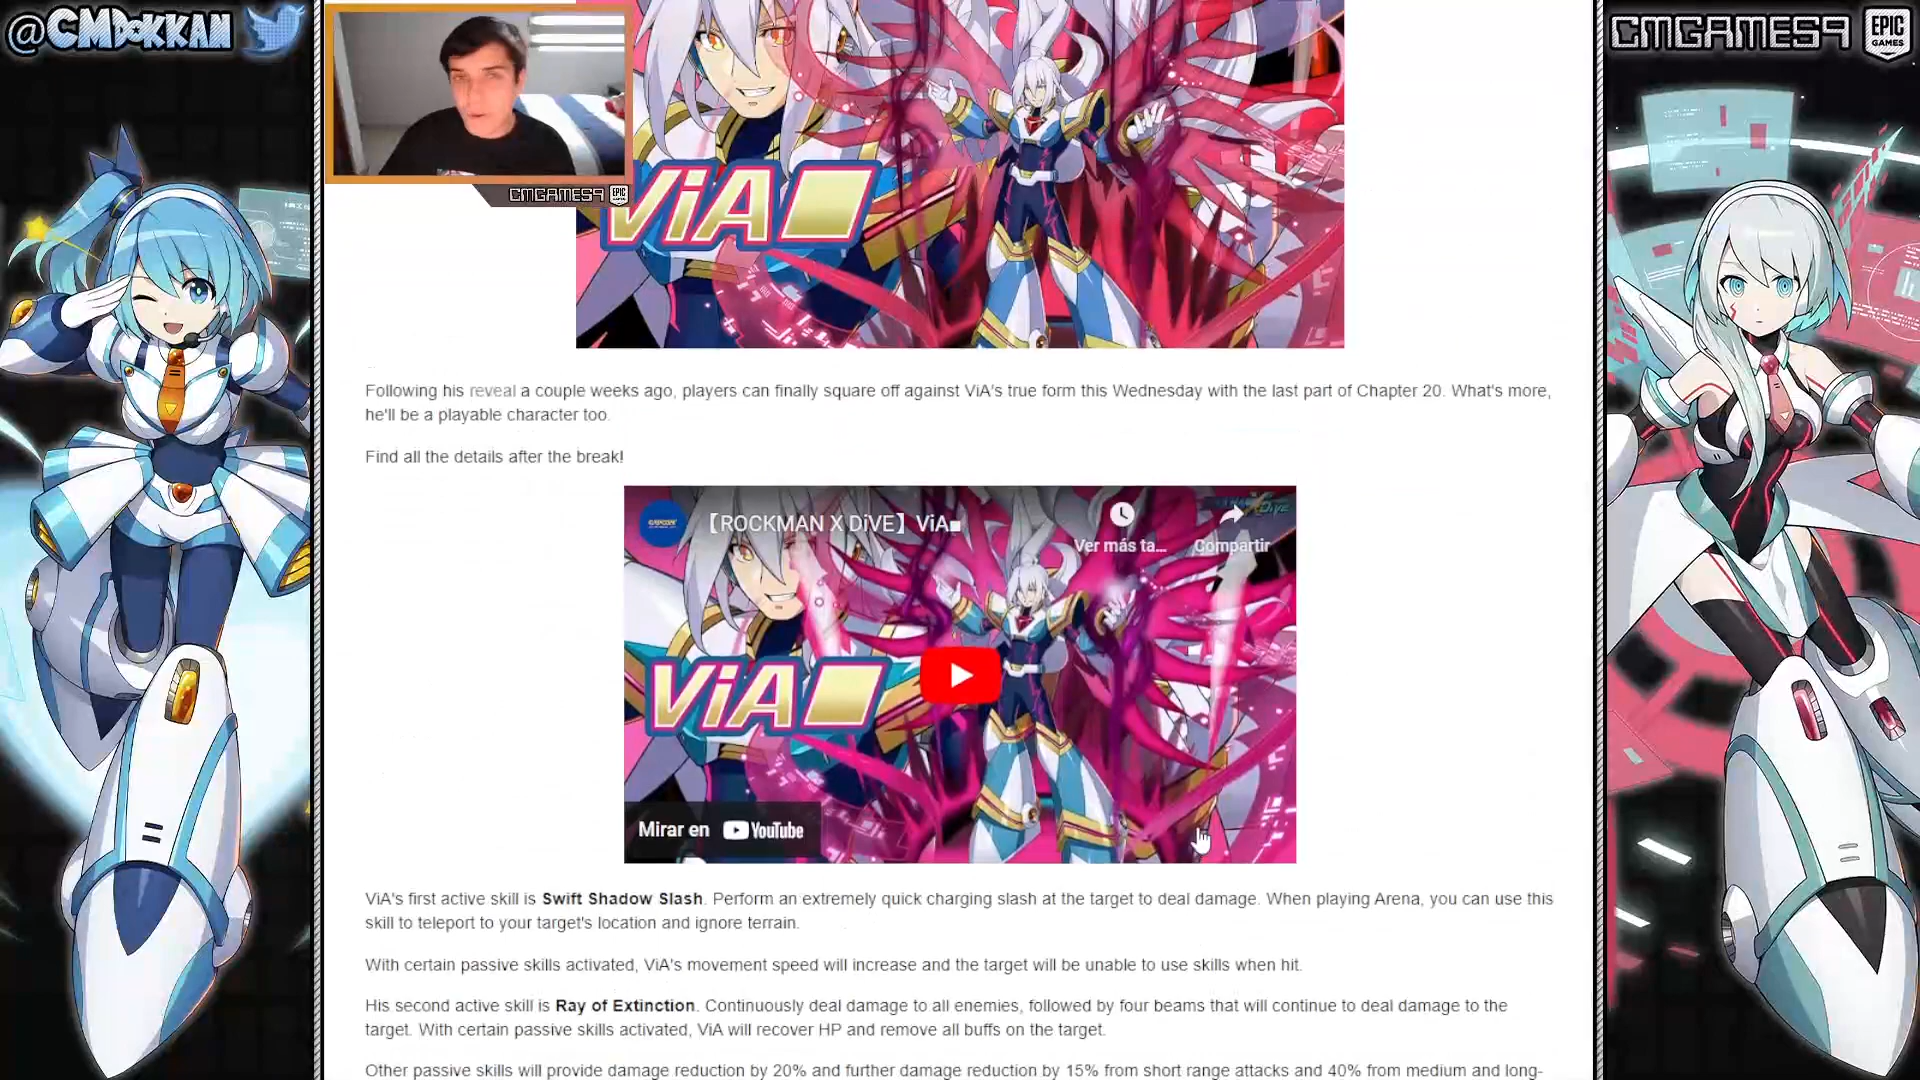 @CMDOKKAN
CMGAMES9
EPIC
GAMES
CMGAMES9
EPIC
GAMES
ViA■
Following his reveal a couple weeks ago, players can finally square off against ViA's true form this Wednesday with the last part of Chapter 20. What's more,
he'll be a playable character too.
Find all the details after the break!
CAPCOM
【ROCKMAN X DiVE】 ViA■
Ver más ta...
Compartir
ViA■
Mirar en YouTube
ViA's first active skill is Swift Shadow Slash. Perform an extremely quick charging slash at the target to deal damage. When playing Arena, you can use this
skill to teleport to your target's location and ignore terrain.
With certain passive skills activated, ViA's movement speed will increase and the target will be unable to use skills when hit.
His second active skill is Ray of Extinction. Continuously deal damage to all enemies, followed by four beams that will continue to deal damage to the
target. With certain passive skills activated, ViA will recover HP and remove all buffs on the target.
Other passive skills will provide damage reduction by 20% and further damage reduction by 15% from short range attacks and 40% from medium and long-